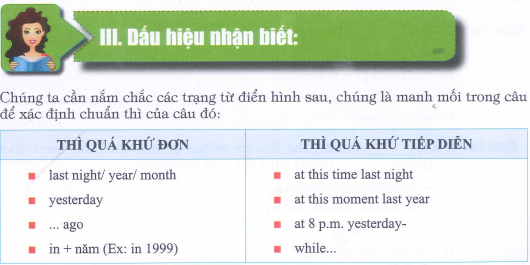 III. Dấu hiệu nhận biết:
Chúng ta cần nắm chắc các trạng từ điển hình sau, chúng là manh mối trong câu
để xác định chuẩn thì của câu đó:
THÌ QUÁ KHỨ ĐƠN
last night/ year/ month
yesterday
... ago
in + năm (Ex: in 1999)
THÌ QUÁ KHỨ TIẾP DIỄN
at this time last night
at this moment last year
at 8 p.m. yesterday-
while...